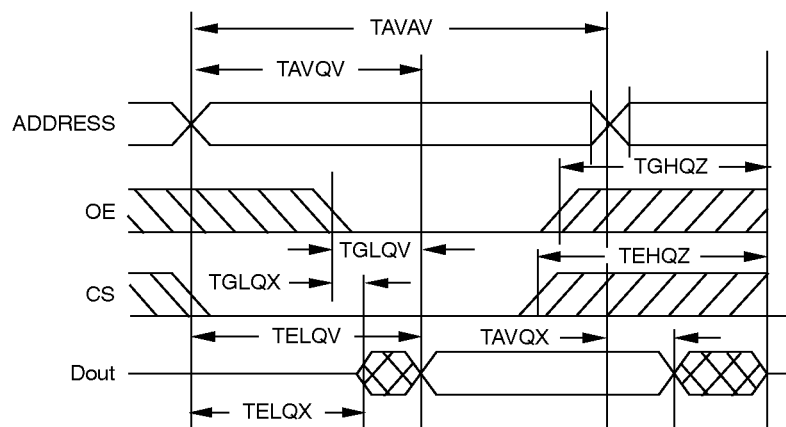 TAVAV
TAVQV
ADDRESS
TGHQZ
OE
TGLQV
TEHQZ
TGLQX
CS
TELQV
TAVQX
Dout
TELQX